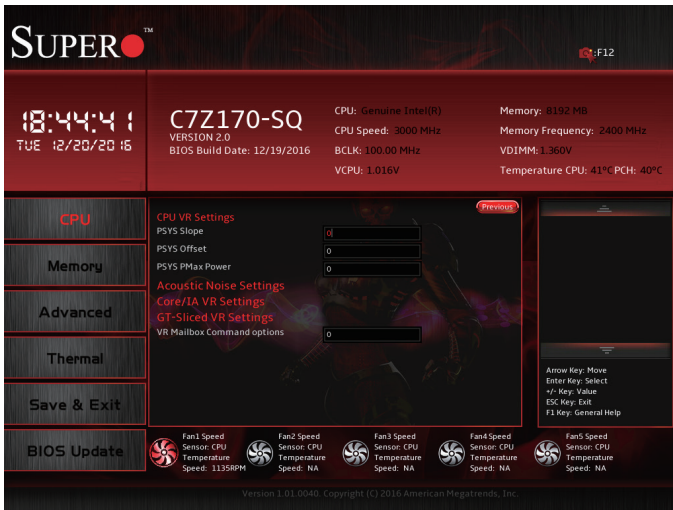 SUPER TM
:F12
18:44:41
TUE 12/20/2016
C7Z170-SQ
VERSION 2.0
BIOS Build Date: 12/19/2016
CPU: Genuine Intel(R)
CPU Speed: 3000 MHz
BCLK: 100.00 MHz
VCPU: 1.016V
Memory: 8192 MB
Memory Frequency: 2400 MHz
VDIMM: 1.360V
Temperature CPU: 41°C PCH: 40°C
CPU
Memory
Advanced
Thermal
Save & Exit
BIOS Update
Previous
CPU VR Settings
PSYS Slope 0
PSYS Offset 0
PSYS PMax Power 0
Acoustic Noise Settings
Core/IA VR Settings
GT-Sliced VR Settings
VR Mailbox Command options 0
Arrow Key: Move
Enter Key: Select
+/- Key: Value
ESC Key: Exit
F1 Key: General Help
Fan1 Speed
Sensor: CPU
Temperature
Speed: 1135RPM
Fan2 Speed
Sensor: CPU
Temperature
Speed: NA
Fan3 Speed
Sensor: CPU
Temperature
Speed: NA
Fan4 Speed
Sensor: CPU
Temperature
Speed: NA
Fan5 Speed
Sensor: CPU
Temperature
Speed: NA
Version 1.01.0040. Copyright (C) 2016 American Megatrends, Inc.